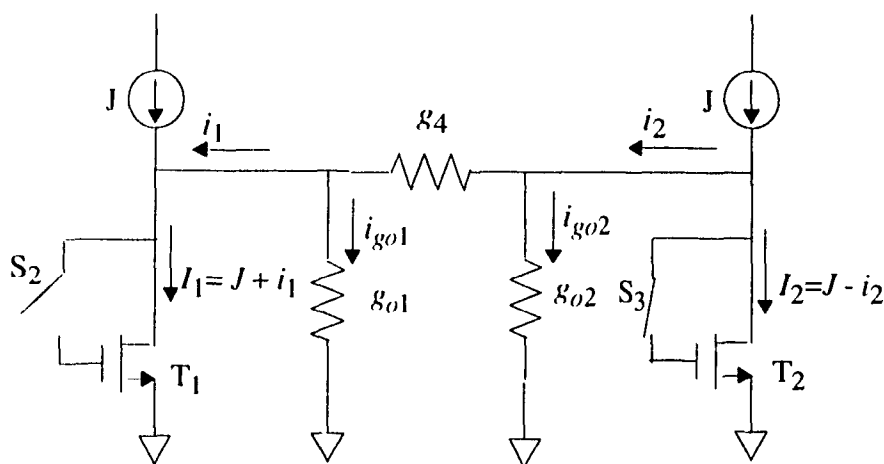 J
J
i1
g4
i2
igo1
igo2
S2
I1= J + i1
go1
go2
S3
I2=J - i2
T1
T2